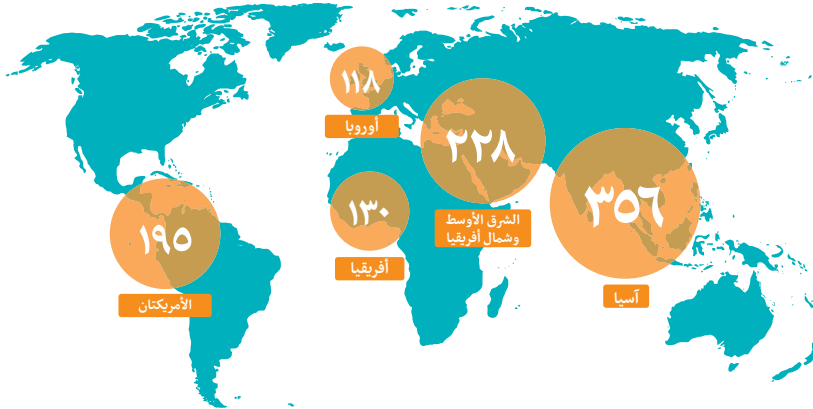 ١١٨
أوروبا
٢٢٨
الشرق الأوسط
وشمال أفريقيا
٣٥٦
آسيا
١٣٠
أفريقيا
١٩٥
الأمريكتان